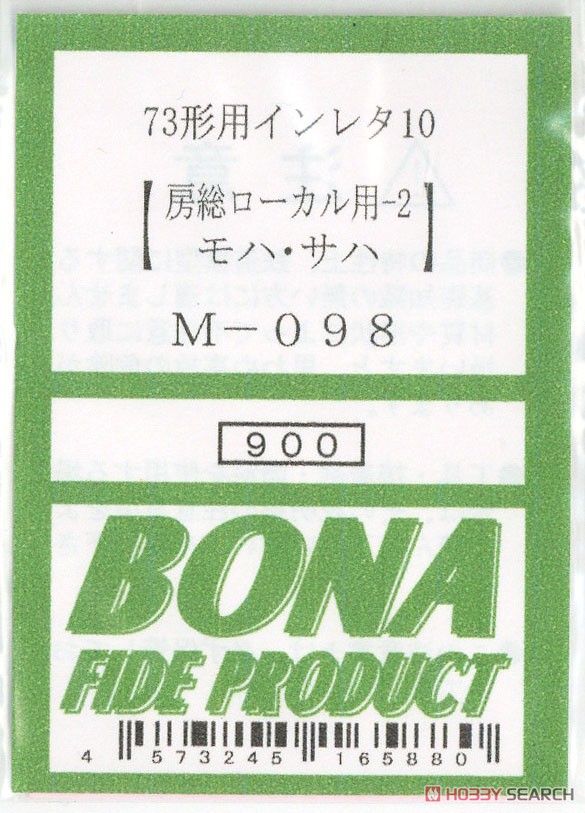 73形用インレタ10
【房総ローカル用-2
モハ・サハ】
M－098
900
BONA
FIDE PRODUCT
4 573245 165880
HOBBY SEARCH